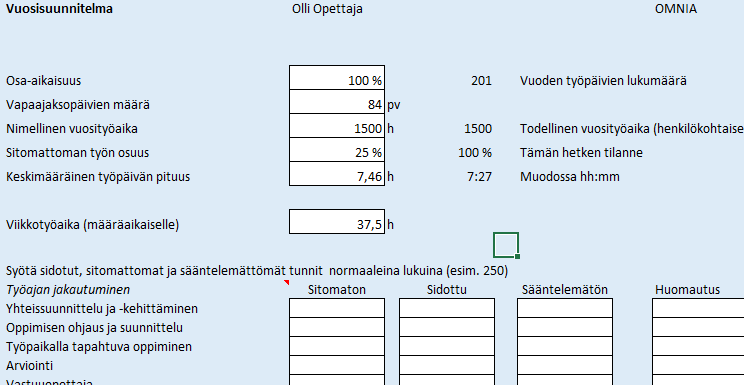 Vuosisuunnitelma Olli Opettaja OMNIA
Osa-aikaisuus 100 % 201 Vuoden työpäivien lukumäärä
Vapaajaksopäivien määrä 84 pv
Nimellinen vuosityöaika 1500 h 1500 Todellinen vuosityöaika (henkilökohtaise
Sitomattoman työn osuus 25 % 100 % Tämän hetken tilanne
Keskimääräinen työpäivän pituus 7,46 h 7:27 Muodossa hh:mm
Viikkotyöaika (määräaikaiselle) 37,5 h
Syötä sidotut, sitomattomat ja sääntelemättömät tunnit normaaleina lukuina (esim. 250)
Työajan jakautuminen Sitomaton Sidottu Sääntelemätön Huomautus
Yhteissuunnittelu ja -kehittäminen
Oppimisen ohjaus ja suunnittelu
Työpaikalla tapahtuva oppiminen
Arviointi
Vastuuopettaja